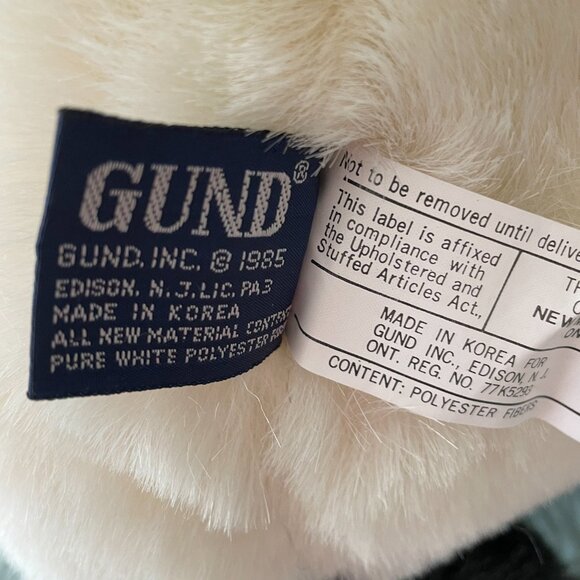 GUND®
GUND, INC. © 1985
EDISON, N.J. LIC. PA3
MADE IN KOREA
ALL NEW MATERIAL
PURE WHITE POLYESTER
Not to be removed until
This label is affixed
in compliance with
the Upholstered and
Stuffed Articles Act,
NEW
MADE IN KOREA FOR
GUND INC., EDISON, N.J.
ONT. REG. NO. 77K5293
CONTENT: POLYESTER FIBERS